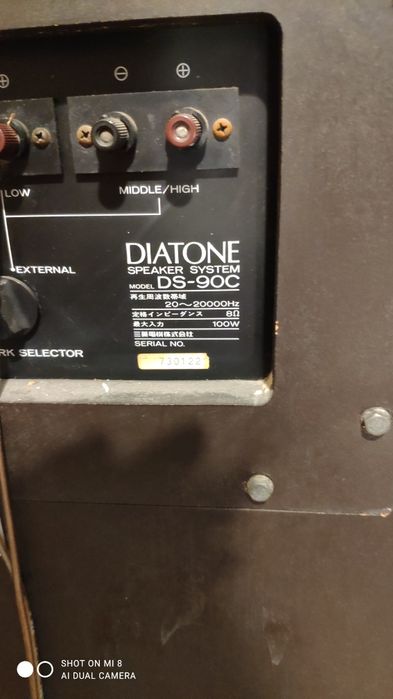 ⊕ ⊖ ⊕
LOW
MIDDLE/HIGH
EXTERNAL
DIATONE
SPEAKER SYSTEM
MODEL DS-90C
再生周波数帯域
20～20000Hz
定格インピーダンス 8Ω
最大入力 100W
三菱電機株式会社
SERIAL NO.
730122
RK SELECTOR
SHOT ON MI 8
AI DUAL CAMERA